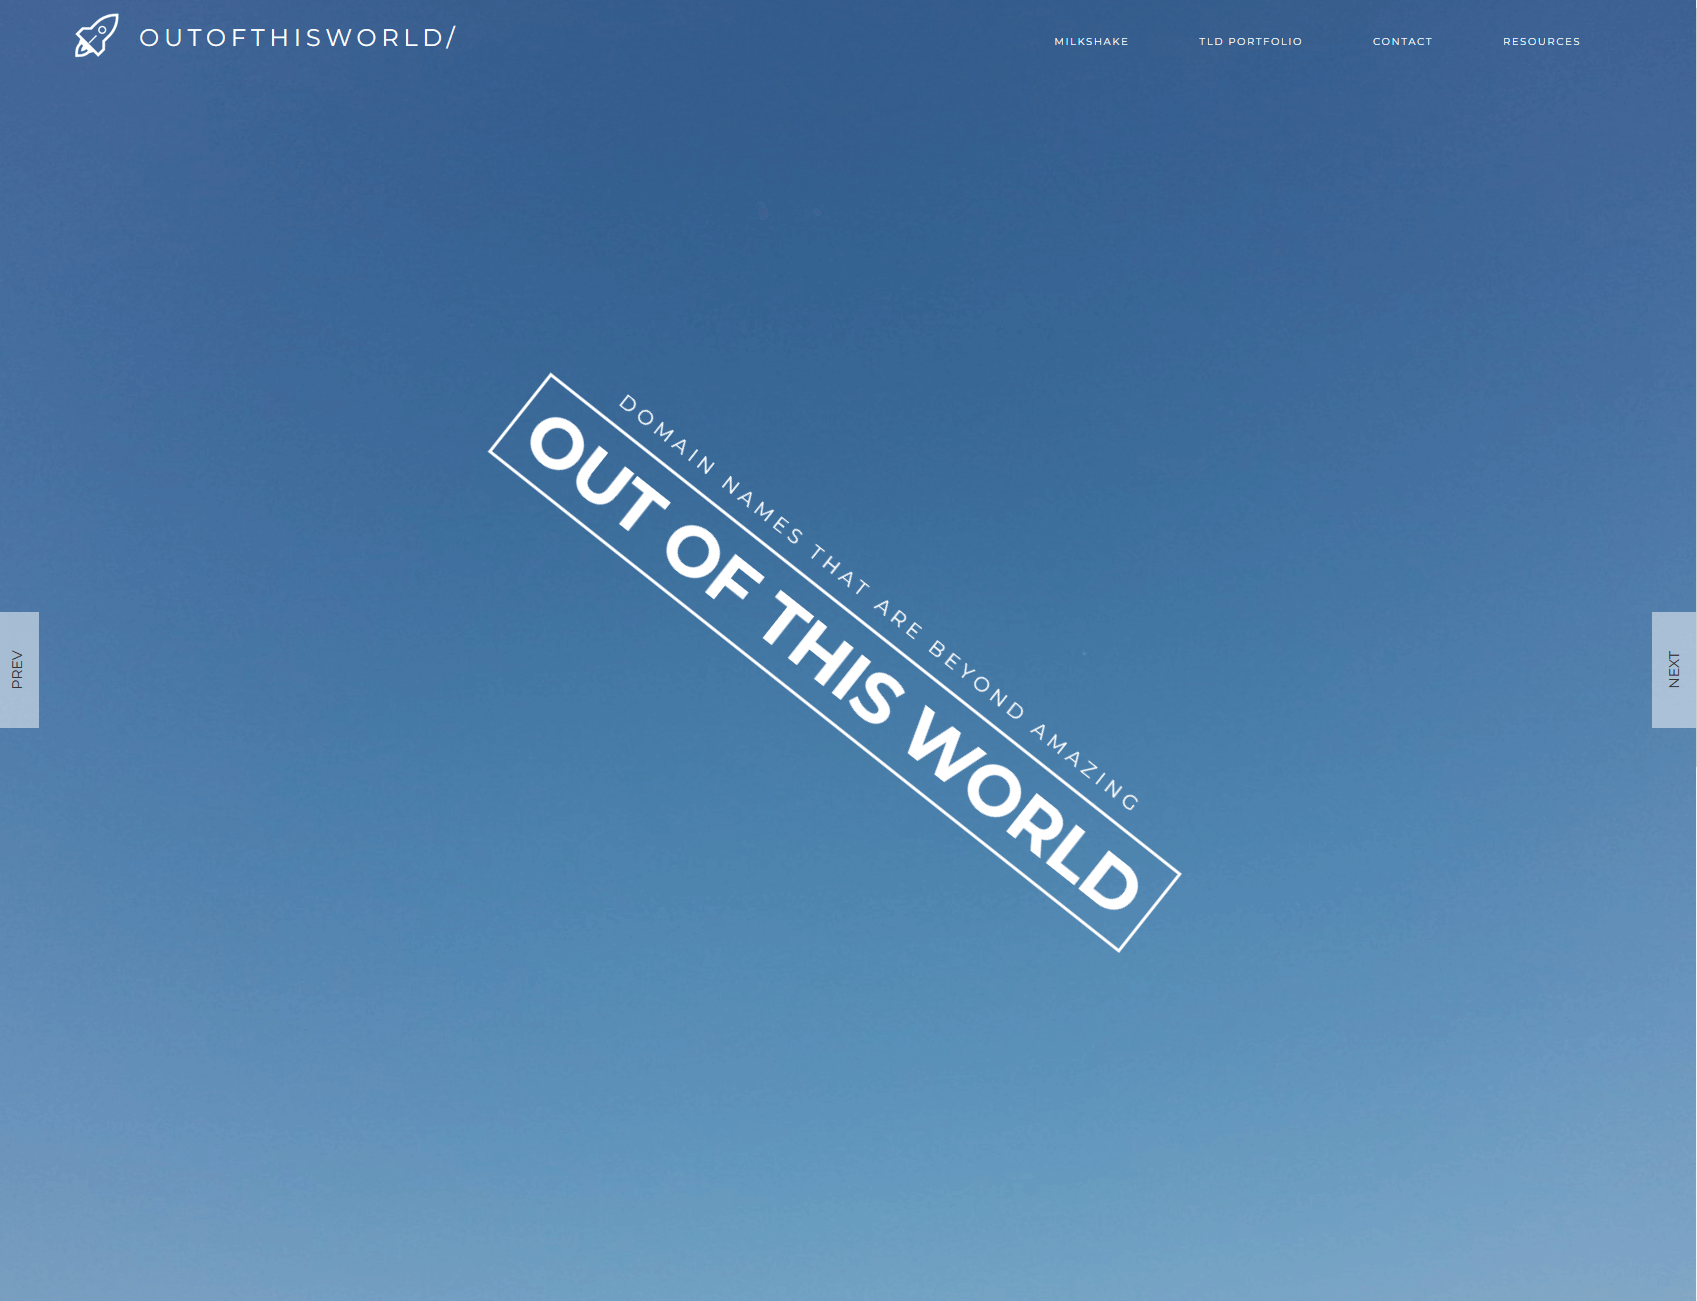 OUTOFTHISWORLD/
MILKSHAKE
TLD PORTFOLIO
CONTACT
RESOURCES
DOMAIN NAMES THAT ARE BEYOND AMAZING
OUT OF THIS WORLD
PREV
NEXT